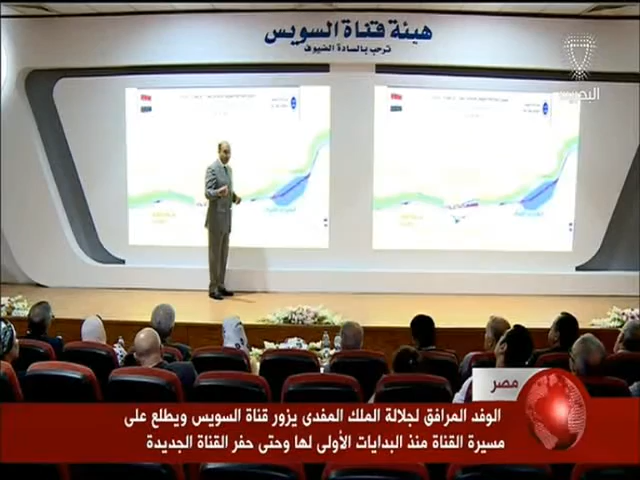 هيئة قناة السويس
ترحب بالسادة الضيوف
البحرين
مصر
الوفد المرافق لجلالة الملك المفدى يزور قناة السويس ويطلع على
مسيرة القناة منذ البدايات الأولى لها وحتى حفر القناة الجديدة